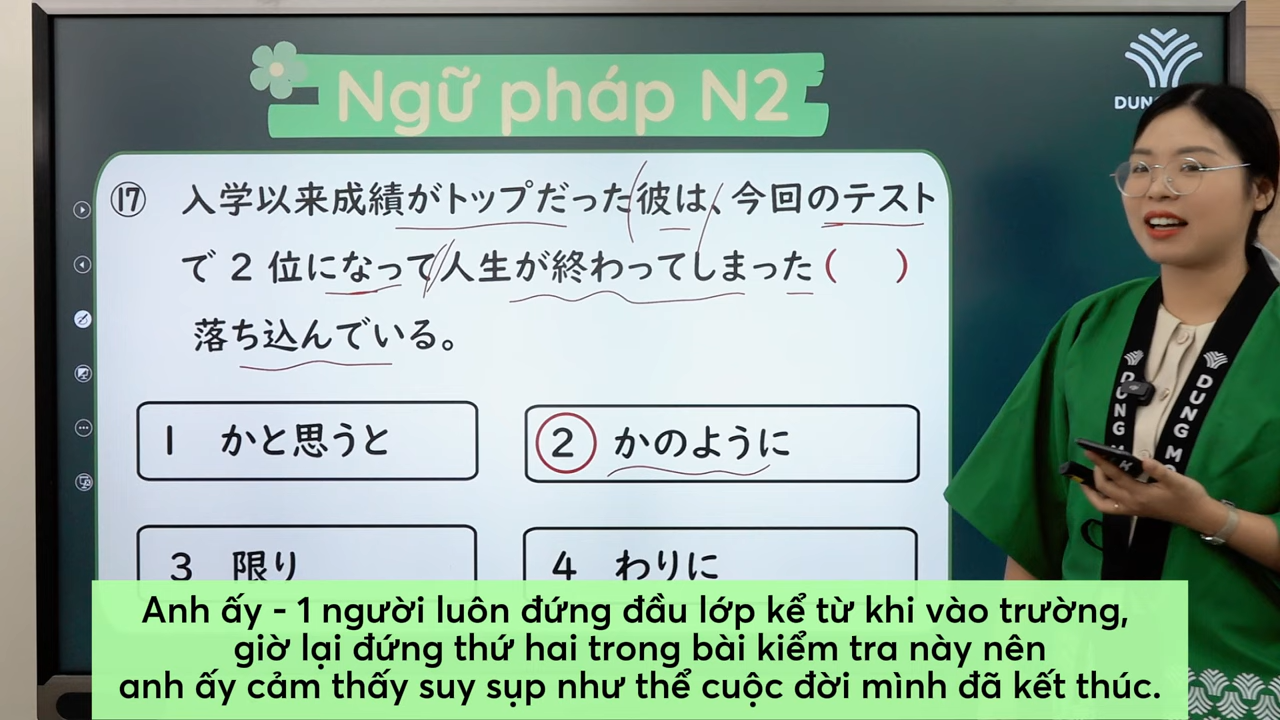 Ngữ pháp N2
⑰ 入学以来成績がトップだった彼は、今回のテスト
で 2 位になって人生が終わってしまった( )
落ち込んでいる。
1 かと思うと
2 かのように
3 限り
4 わりに
Anh ấy - 1 người luôn đứng đầu lớp kể từ khi vào trường,
giờ lại đứng thứ hai trong bài kiểm tra này nên
anh ấy cảm thấy suy sụp như thể cuộc đời mình đã kết thúc.
DUNG
DUNG M